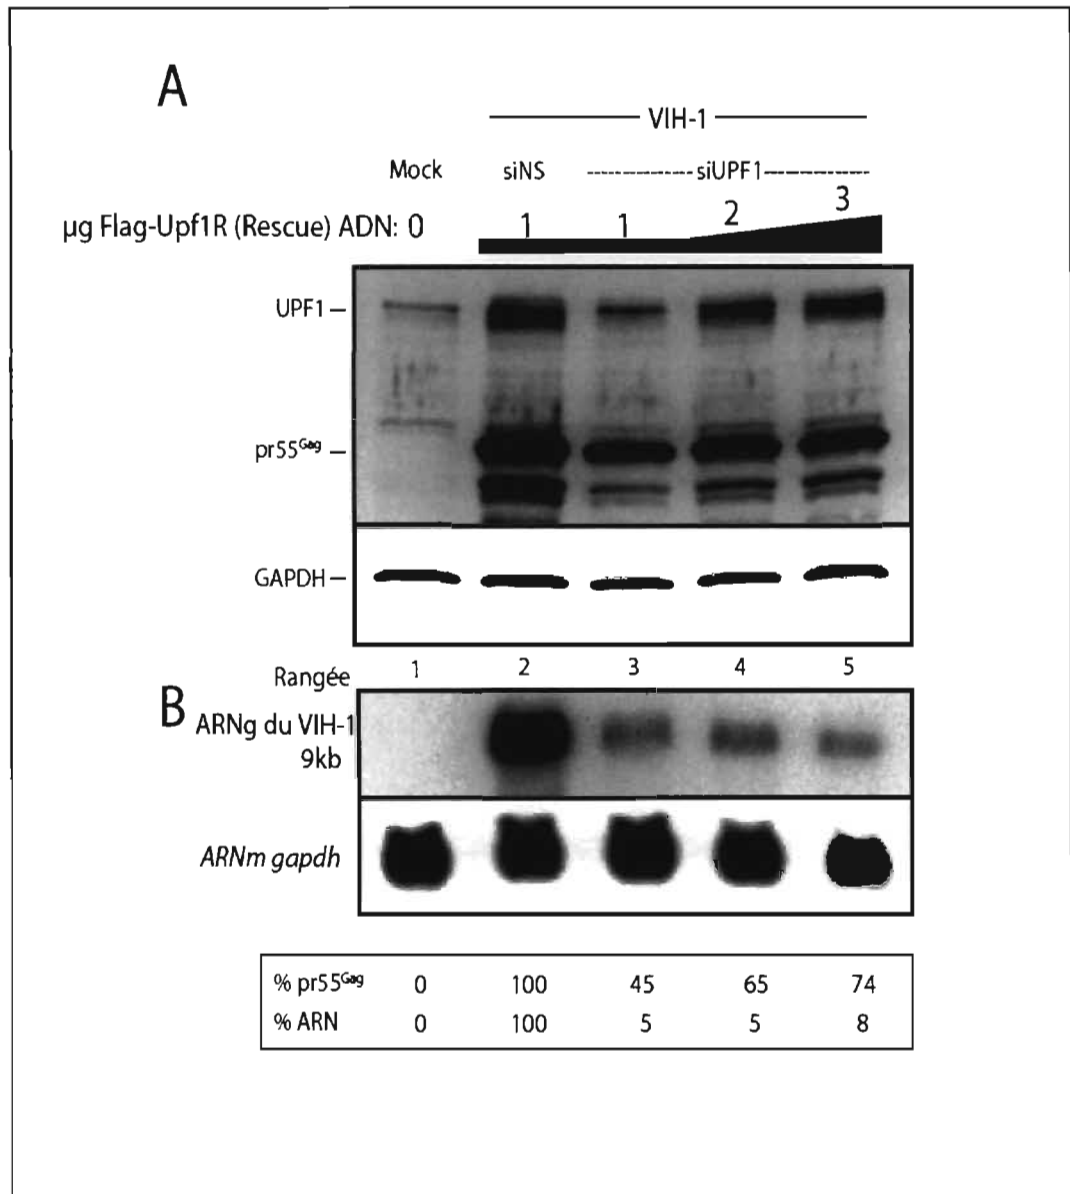 A
VIH-1
Mock siNS siUPF1
µg Flag-Upf1R (Rescue) ADN: 0 1 1 2 3
UPF1
pr55Gag
GAPDH
Rangée 1 2 3 4 5
B
ARNg du VIH-1
9kb
ARNm gapdh
% pr55Gag 0 100 45 65 74
% ARN 0 100 5 5 8